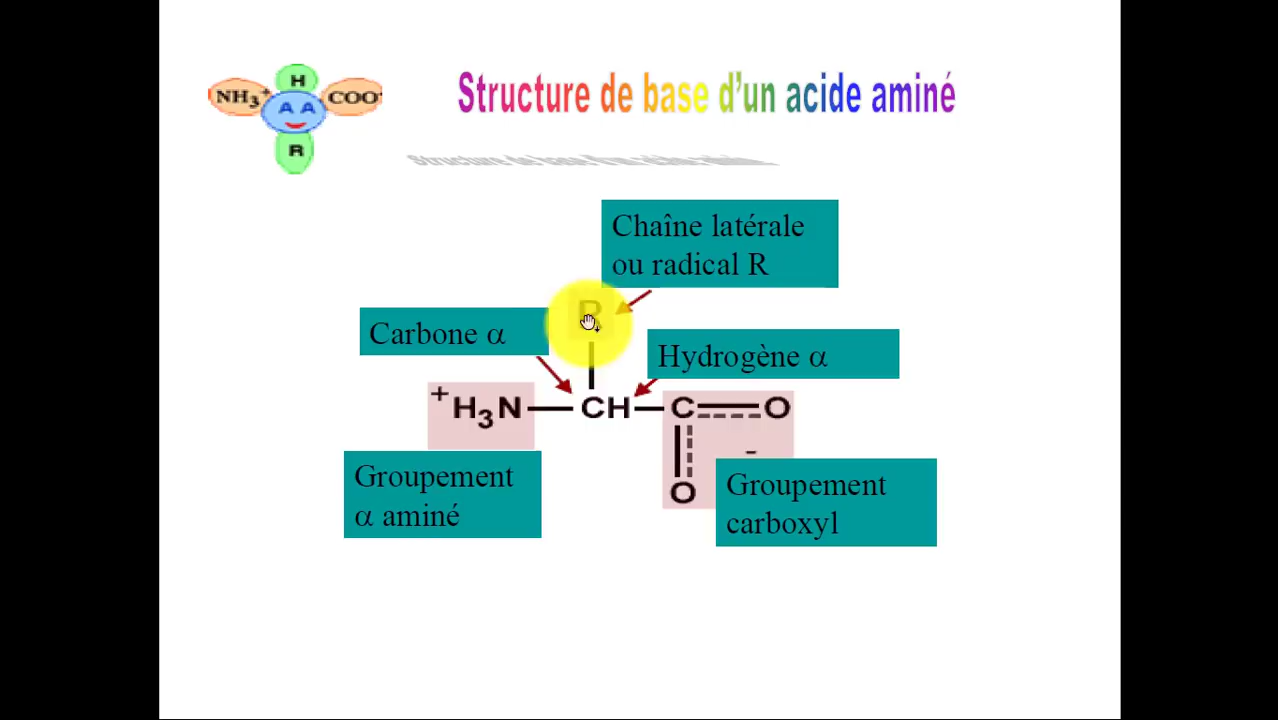 Structure de base d’un acide aminé
H
NH3+
COO-
A A
R
Chaîne latérale
ou radical R
R
Carbone α
Hydrogène α
+H3N
CH
C
O
-
O
Groupement
α aminé
Groupement
carboxyl